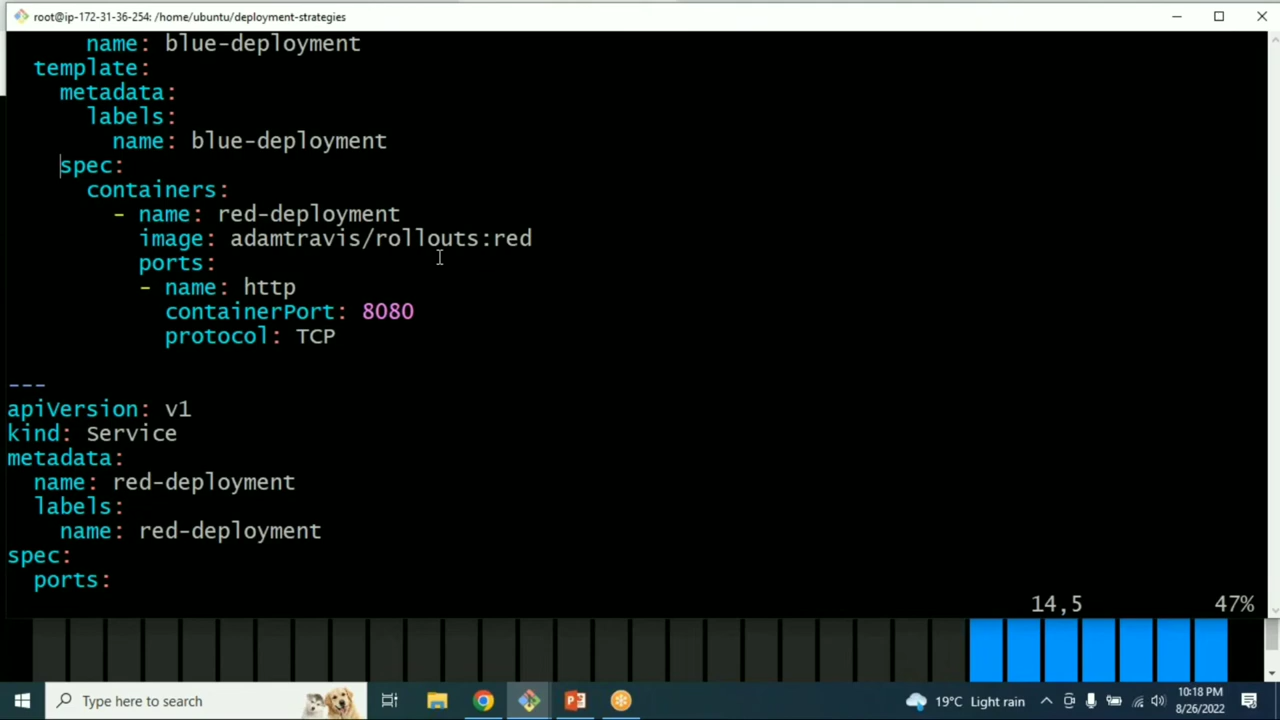 root@ip-172-31-36-254: /home/ubuntu/deployment-strategies
name: blue-deployment
template:
metadata:
labels:
name: blue-deployment
spec:
containers:
- name: red-deployment
image: adamtravis/rollouts:red
ports:
- name: http
containerPort: 8080
protocol: TCP
---
apiVersion: v1
kind: Service
metadata:
name: red-deployment
labels:
name: red-deployment
spec:
ports:
14,5 47%
Type here to search
19°C Light rain
10:18 PM
8/26/2022